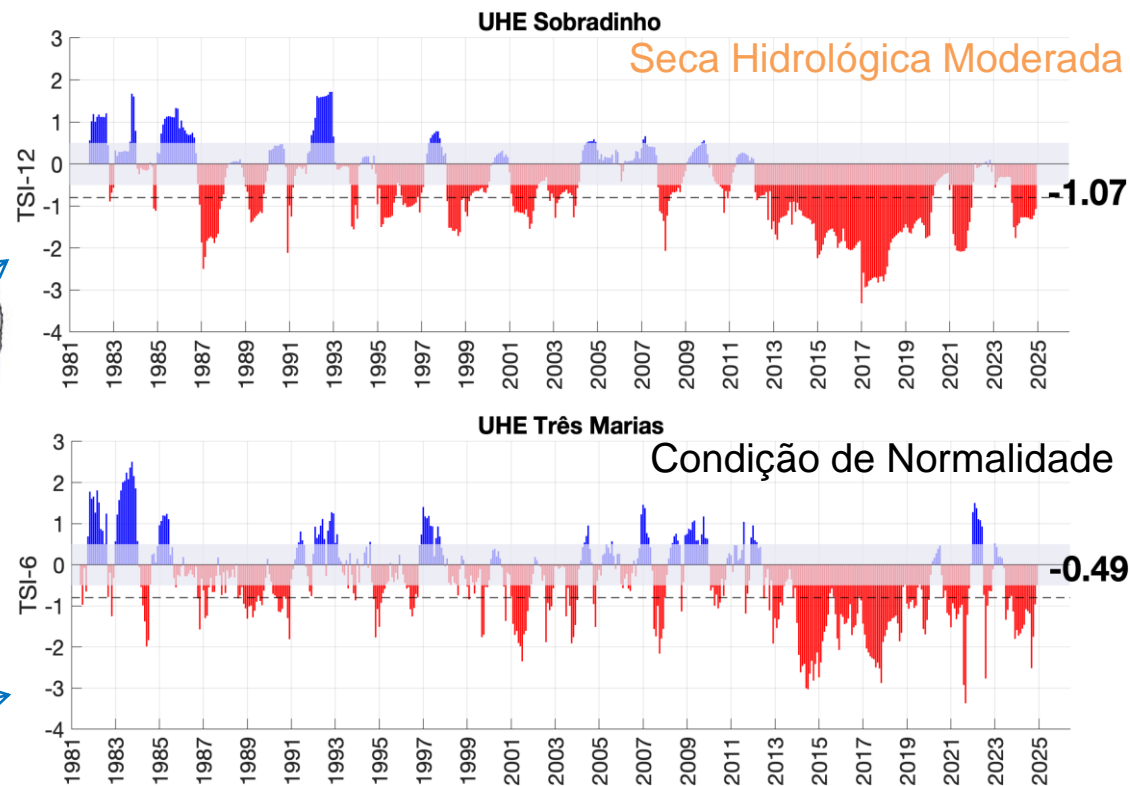 UHE Sobradinho
Seca Hidrológica Moderada
3
2
1
0
-1
-2
-3
-4
TSI-12
-1.07
1981 1983 1985 1987 1989 1991 1993 1995 1997 1999 2001 2003 2005 2007 2009 2011 2013 2015 2017 2019 2021 2023 2025
UHE Três Marias
Condição de Normalidade
3
2
1
0
-1
-2
-3
-4
TSI-6
-0.49
1981 1983 1985 1987 1989 1991 1993 1995 1997 1999 2001 2003 2005 2007 2009 2011 2013 2015 2017 2019 2021 2023 2025